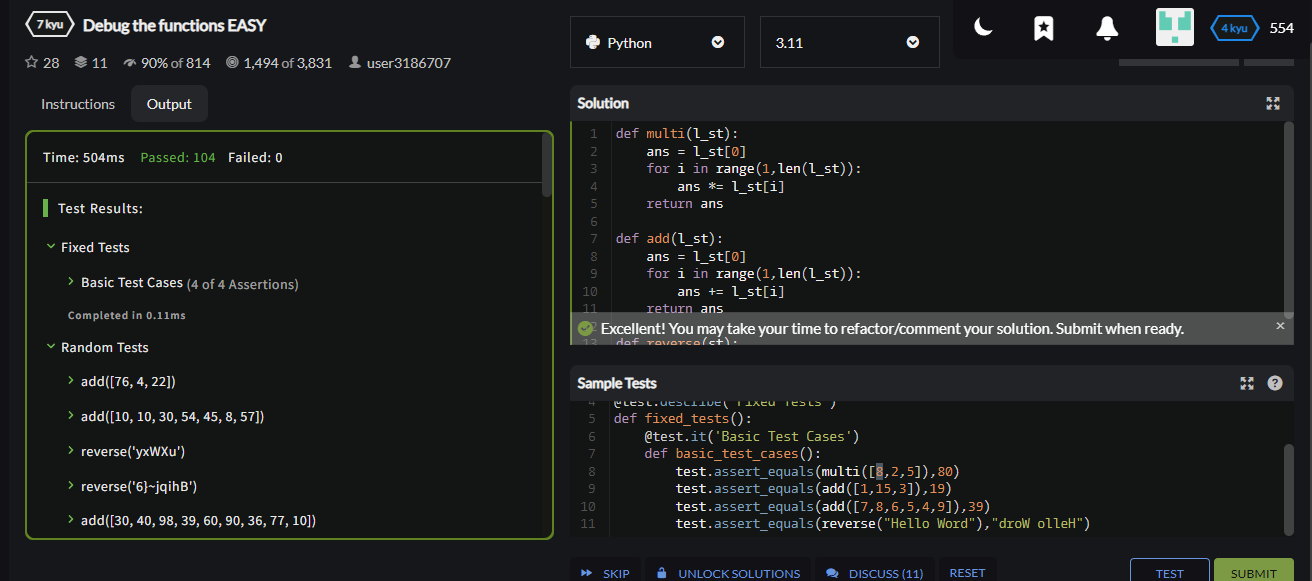 7 kyu Debug the functions EASY
28 11 90% of 814 1,494 of 3,831 user3186707
Instructions Output
Time: 504ms Passed: 104 Failed: 0
Test Results:
Fixed Tests
Basic Test Cases (4 of 4 Assertions)
Completed in 0.11ms
Random Tests
add([76, 4, 22])
add([10, 10, 30, 54, 45, 8, 57])
reverse('yxWXu')
reverse('6}~jqihB')
add([30, 40, 98, 39, 60, 90, 36, 77, 10])
Python 3.11
4 kyu 554
Solution
1 def multi(l_st):
2 ans = l_st[0]
3 for i in range(1,len(l_st)):
4 ans *= l_st[i]
5 return ans
6
7 def add(l_st):
8 ans = l_st[0]
9 for i in range(1,len(l_st)):
10 ans += l_st[i]
11 return ans
Excellent! You may take your time to refactor/comment your solution. Submit when ready.
13 def reverse(st):
Sample Tests
4 @test.describe('Fixed Tests')
5 def fixed_tests():
6 @test.it('Basic Test Cases')
7 def basic_test_cases():
8 test.assert_equals(multi([8,2,5]),80)
9 test.assert_equals(add([1,15,3]),19)
10 test.assert_equals(add([7,8,6,5,4,9]),39)
11 test.assert_equals(reverse("Hello Word"),"droW olleH")
SKIP UNLOCK SOLUTIONS DISCUSS (11) RESET TEST SUBMIT